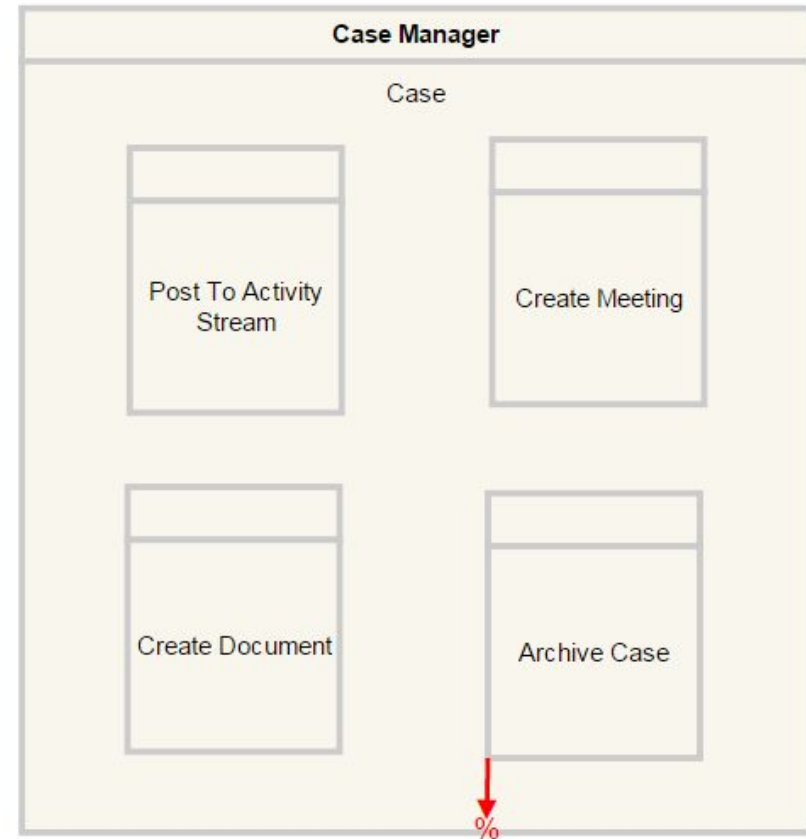 Case Manager
Case
Post To Activity
Stream
Create Meeting
Create Document
Archive Case
%